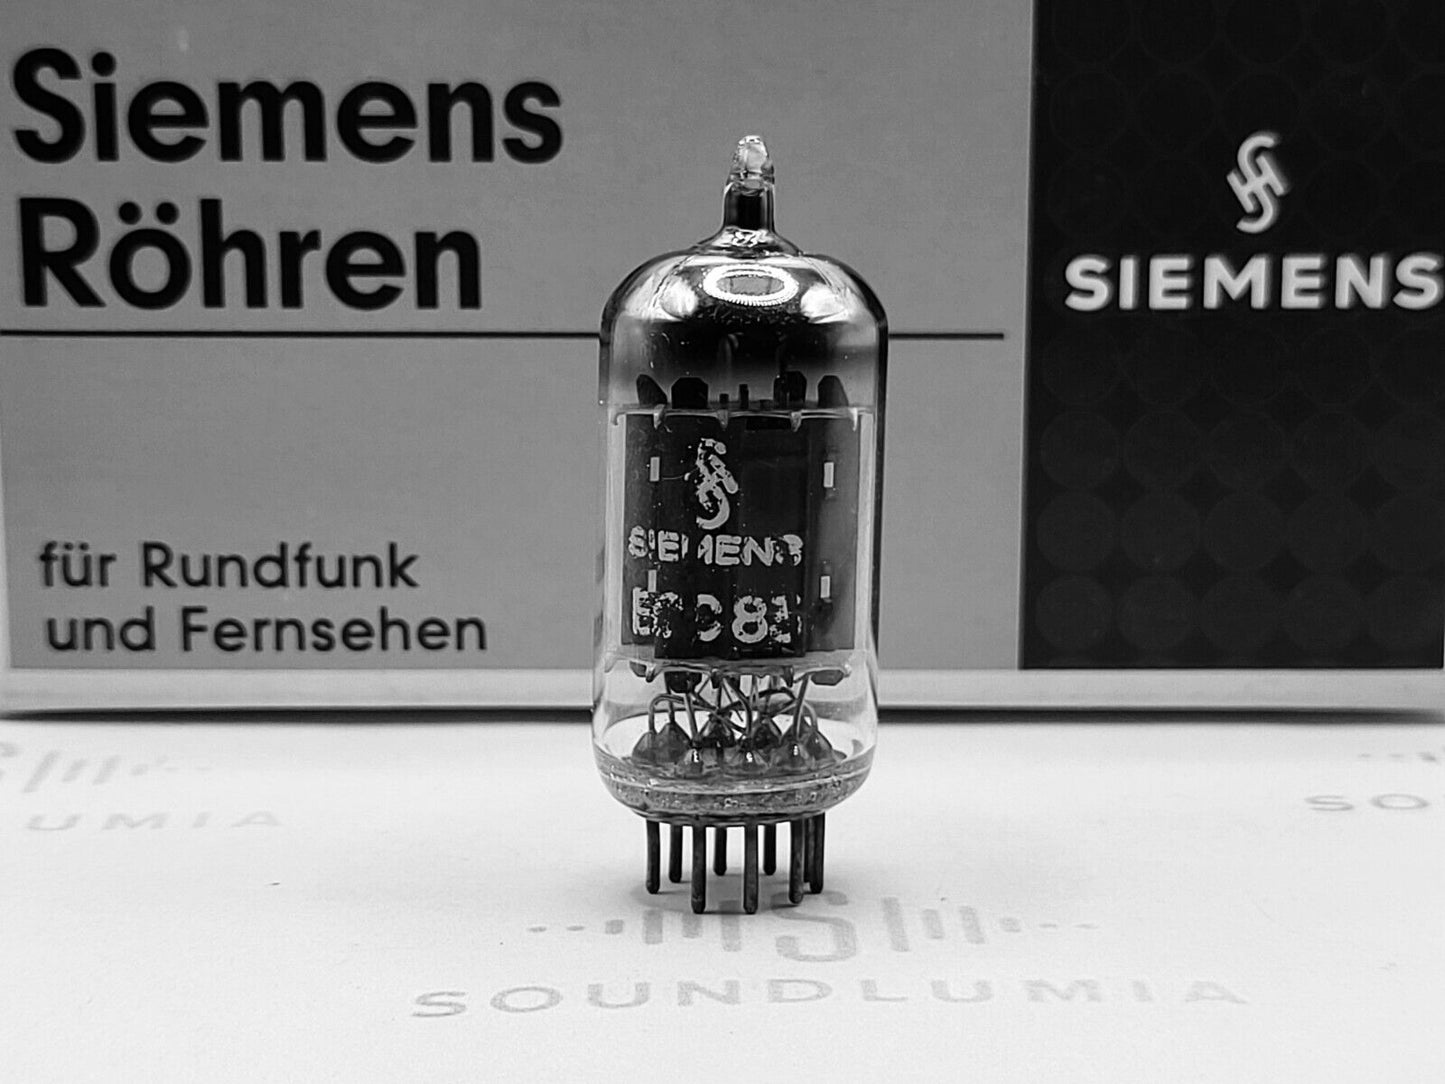 Siemens
Röhren
für Rundfunk
und Fernsehen
SIEMENS
SIEMENS
SOUNDLUMIA